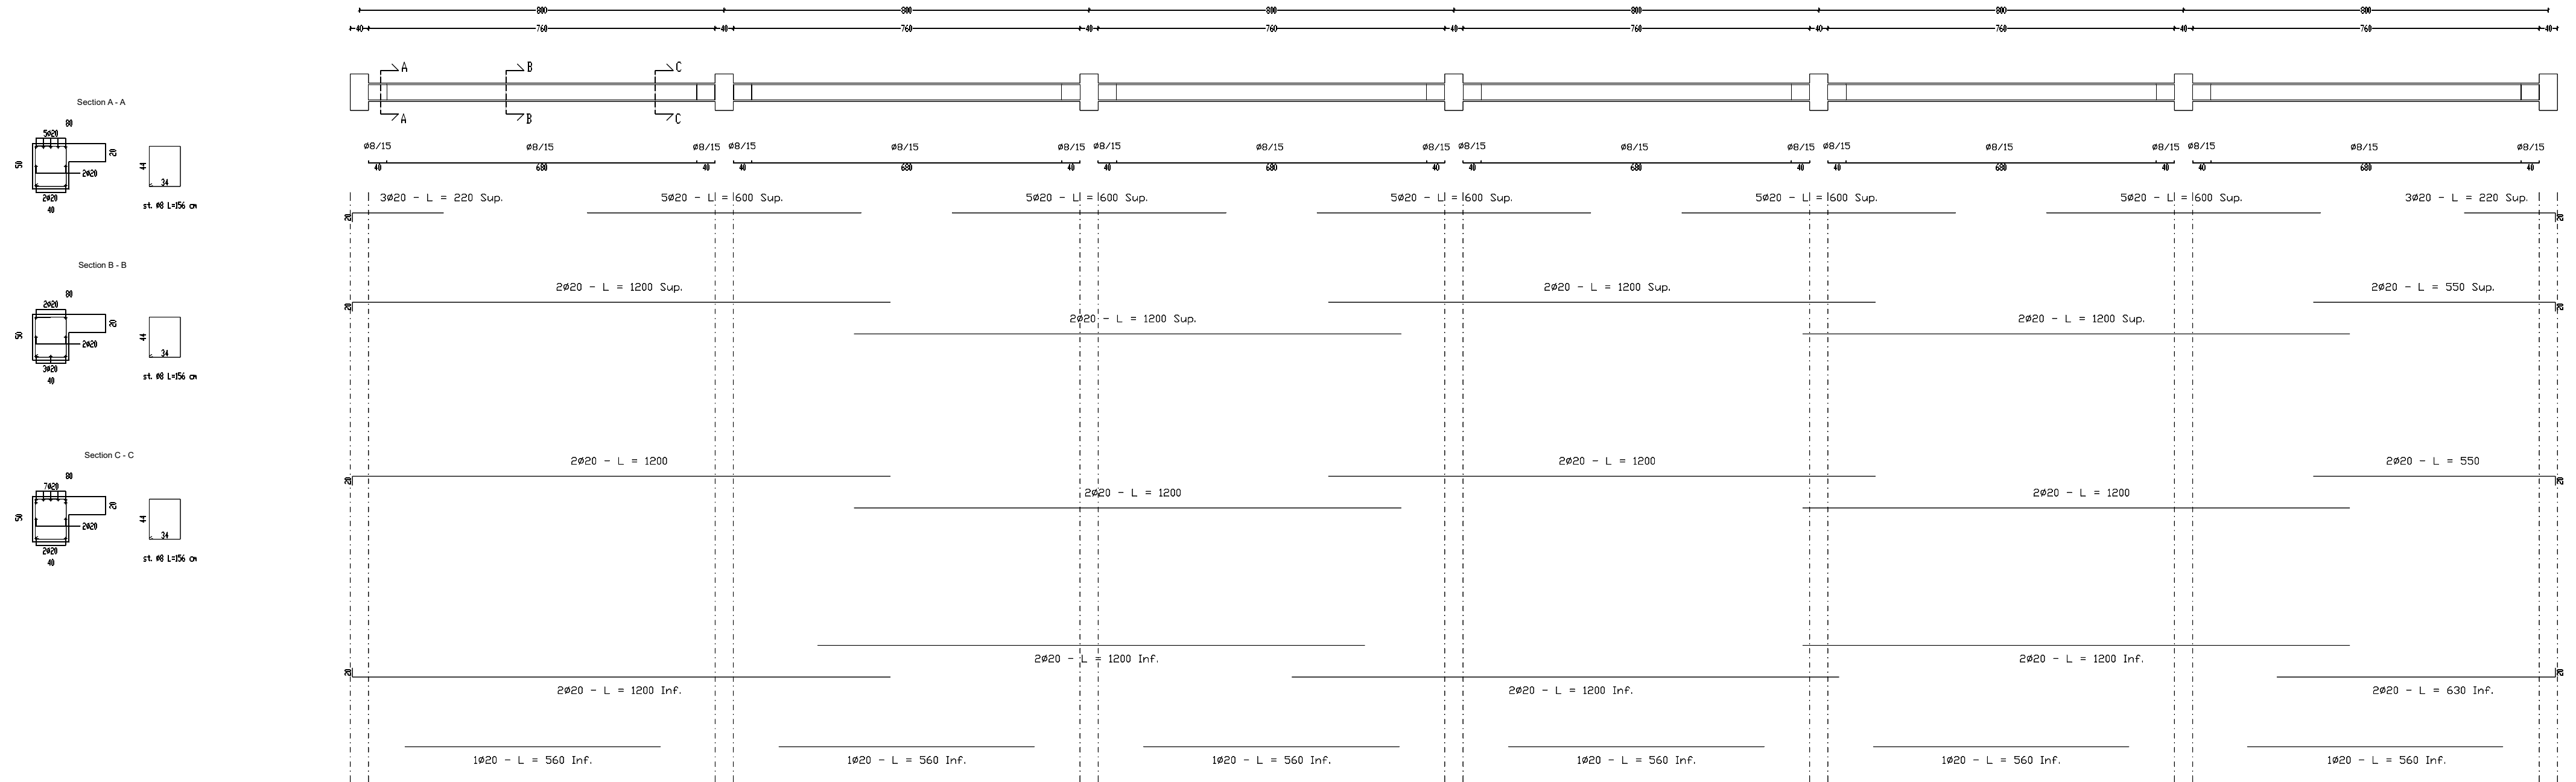 800 800 800 800 800 800
40 760 40 760 40 760 40 760 40 760 40 760 40
A B C
A B C
Section A - A
80
5ø20
50
20
2ø20
2ø20
40
44
34
st. ø8 L=156 cm
Section B - B
80
2ø20
50
20
2ø20
3ø20
40
44
34
st. ø8 L=156 cm
Section C - C
80
7ø20
50
20
2ø20
2ø20
40
44
34
st. ø8 L=156 cm
ø8/15 ø8/15 ø8/15 ø8/15 ø8/15 ø8/15 ø8/15 ø8/15 ø8/15 ø8/15 ø8/15 ø8/15 ø8/15 ø8/15 ø8/15 ø8/15 ø8/15 ø8/15
40 680 40 40 680 40 40 680 40 40 680 40 40 680 40 40 680 40
3ø20 - L = 220 Sup. 5ø20 - L = 600 Sup. 5ø20 - L = 600 Sup. 5ø20 - L = 600 Sup. 5ø20 - L = 600 Sup. 5ø20 - L = 600 Sup. 3ø20 - L = 220 Sup.
20 20
2ø20 - L = 1200 Sup. 2ø20 - L = 1200 Sup. 2ø20 - L = 550 Sup.
20 20
2ø20 - L = 1200 Sup. 2ø20 - L = 1200 Sup.
2ø20 - L = 1200 2ø20 - L = 1200 2ø20 - L = 550
20 20
2ø20 - L = 1200 2ø20 - L = 1200
2ø20 - L = 1200 Inf. 2ø20 - L = 1200 Inf.
20 20
2ø20 - L = 1200 Inf. 2ø20 - L = 1200 Inf. 2ø20 - L = 630 Inf.
1ø20 - L = 560 Inf. 1ø20 - L = 560 Inf. 1ø20 - L = 560 Inf. 1ø20 - L = 560 Inf. 1ø20 - L = 560 Inf. 1ø20 - L = 560 Inf.